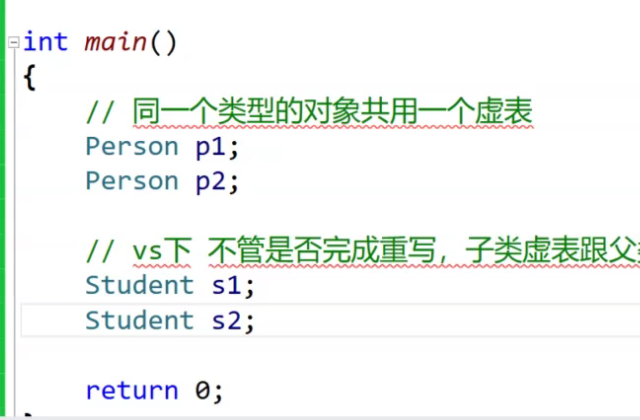 int main()
{
// 同一个类型的对象共用一个虚表
Person p1;
Person p2;
// vs下 不管是否完成重写，子类虚表跟父
Student s1;
Student s2;
return 0;